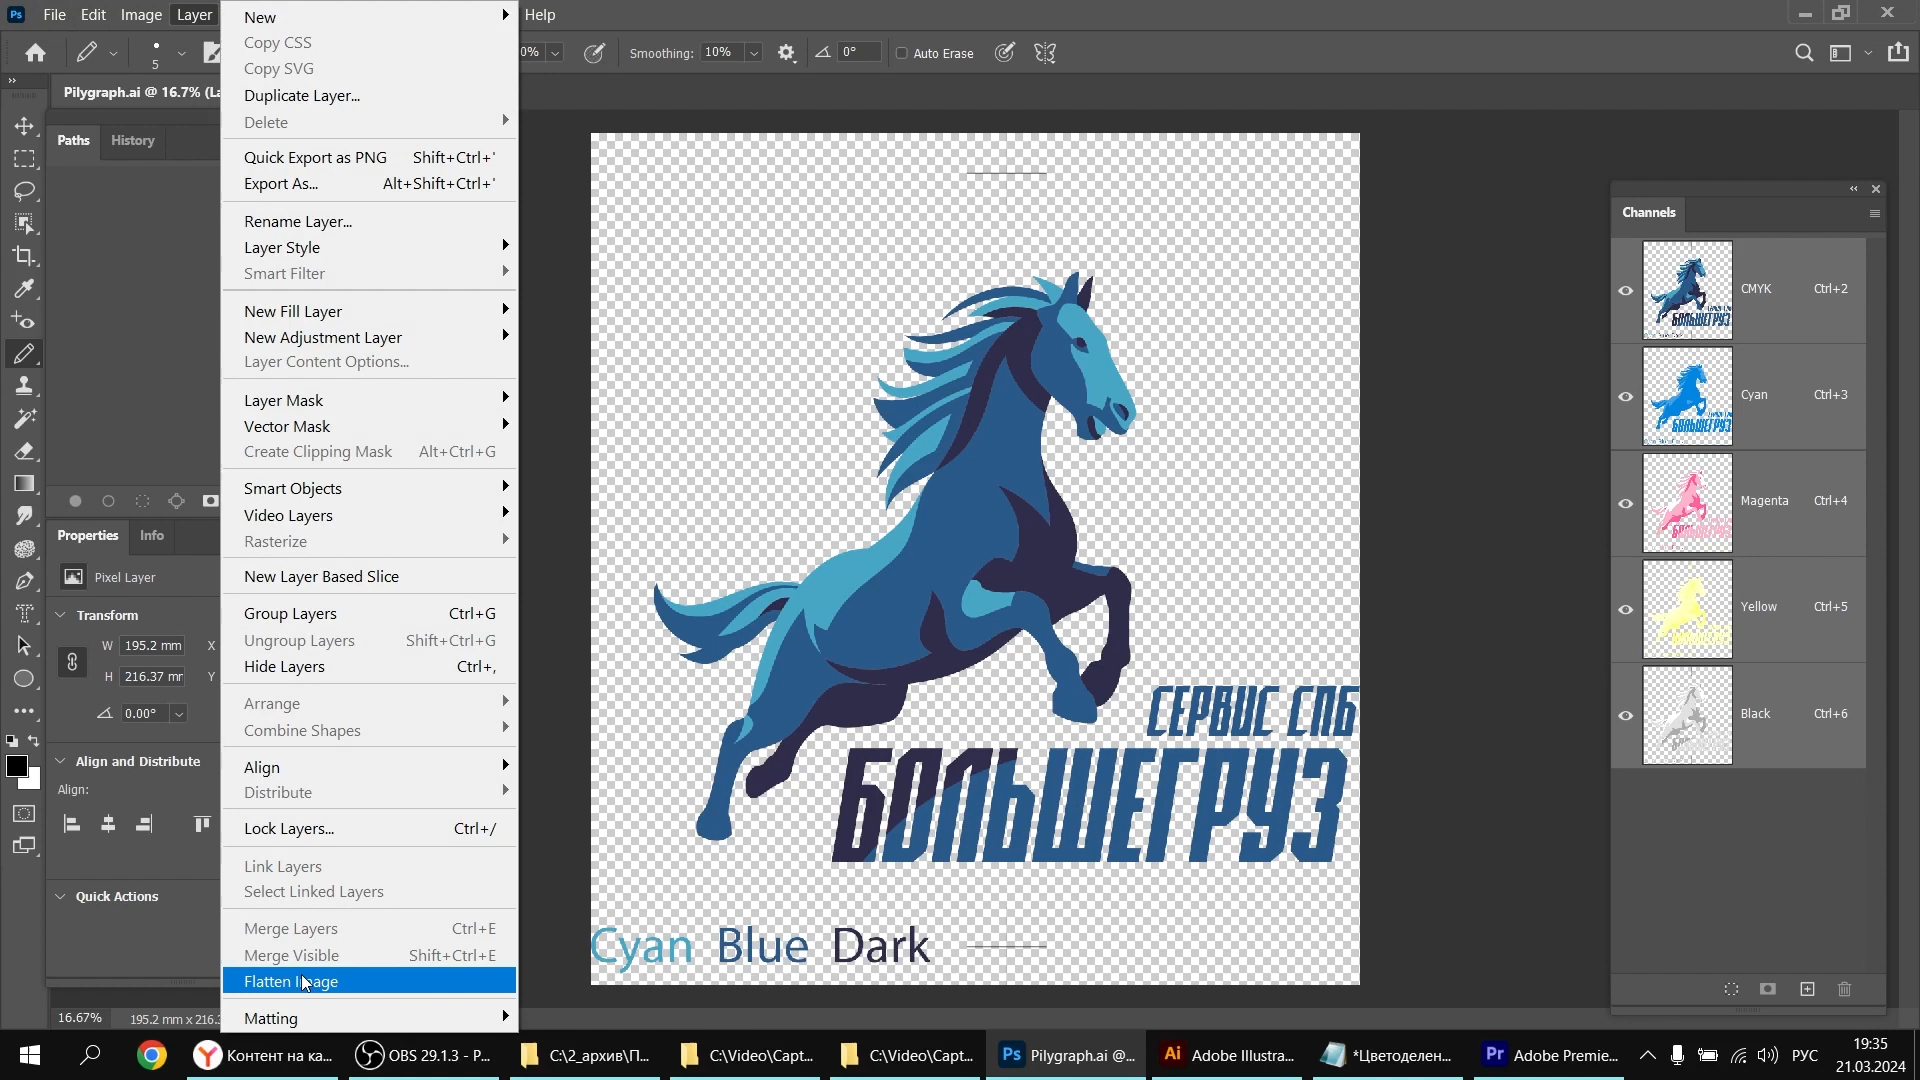 Ps File Edit Image Layer Help
5 0% Smoothing: 10% 0° Auto Erase
Pilygraph.ai @ 16.7% (La
Paths History
New
Copy CSS
Copy SVG
Duplicate Layer...
Delete
Quick Export as PNG Shift+Ctrl+'
Export As... Alt+Shift+Ctrl+'
Rename Layer...
Layer Style
Smart Filter
New Fill Layer
New Adjustment Layer
Layer Content Options...
Layer Mask
Vector Mask
Create Clipping Mask Alt+Ctrl+G
Smart Objects
Video Layers
Rasterize
New Layer Based Slice
Group Layers Ctrl+G
Ungroup Layers Shift+Ctrl+G
Hide Layers Ctrl+,
Arrange
Combine Shapes
Align
Distribute
Lock Layers... Ctrl+/
Link Layers
Select Linked Layers
Merge Layers Ctrl+E
Merge Visible Shift+Ctrl+E
Flatten Image
Matting
Properties Info
Pixel Layer
Transform
W 195.2 mm X
H 216.37 mr Y
0.00°
Align and Distribute
Align:
Quick Actions
16.67% 195.2 mm x 216.3
СЕРВИС СПБ
БОЛЬШЕГРУЗ
Cyan Blue Dark
Channels
CMYK Ctrl+2
Cyan Ctrl+3
Magenta Ctrl+4
Yellow Ctrl+5
Black Ctrl+6
Контент на ка...
OBS 29.1.3 - P...
C:\2_архив\П...
C:\Video\Capt...
C:\Video\Capt...
Ps Pilygraph.ai @...
Ai Adobe Illustra...
*Цветоделен...
Pr Adobe Premie...
РУС
19:35
21.03.2024